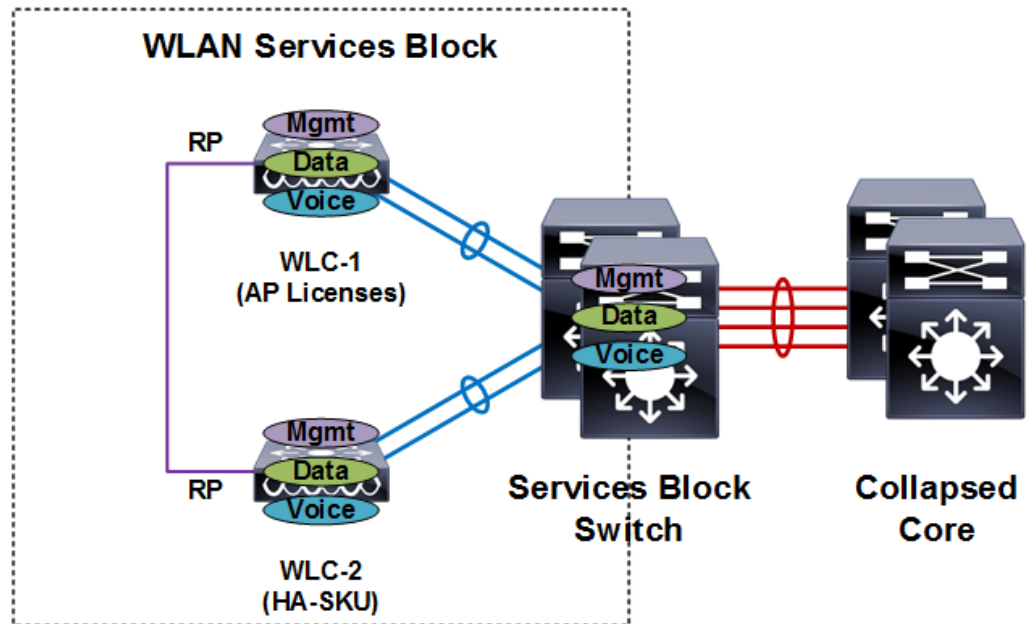 WLAN Services Block
Mgmt
RP
Data
Voice
WLC-1
(AP Licenses)
Mgmt
Data
Voice
Mgmt
Data
RP
Voice
WLC-2
(HA-SKU)
Services Block
Switch
Collapsed
Core